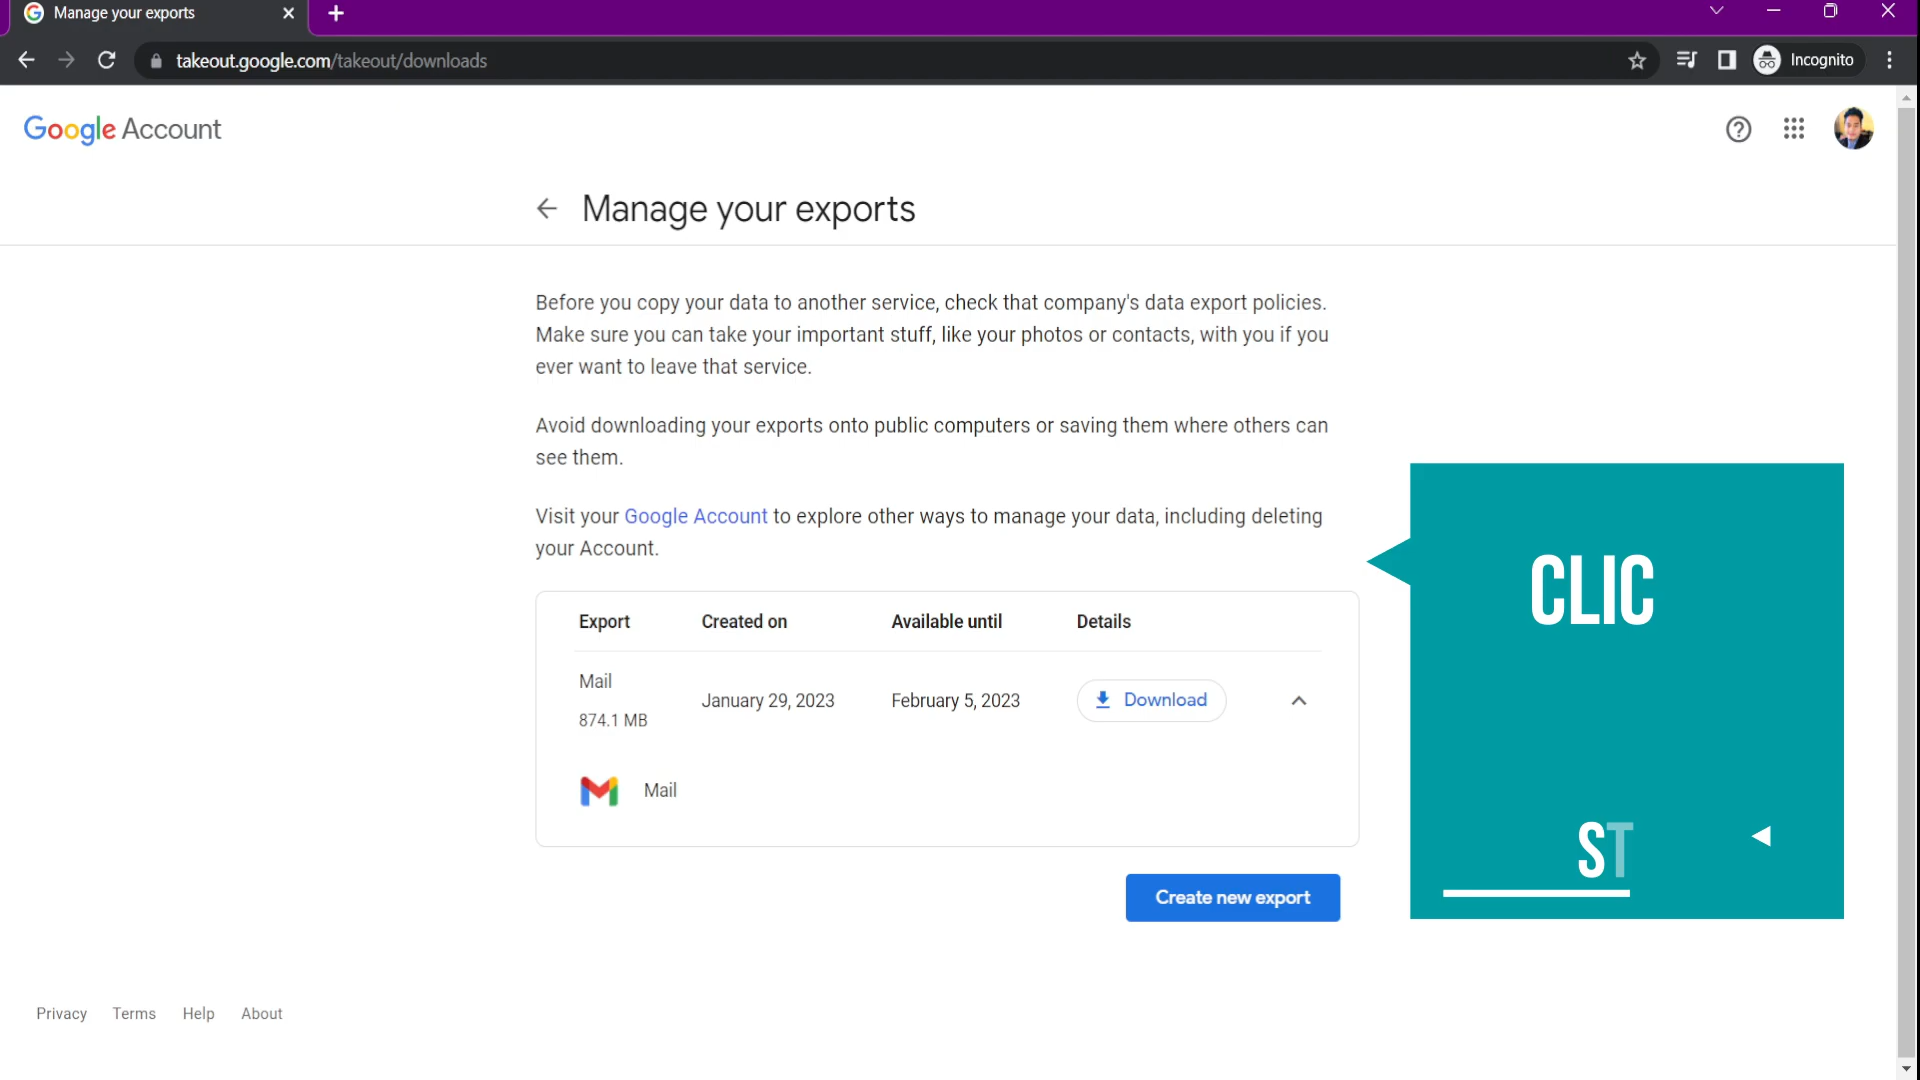 Manage your exports
takeout.google.com/takeout/downloads
Incognito
Google Account
Manage your exports
Before you copy your data to another service, check that company's data export policies.
Make sure you can take your important stuff, like your photos or contacts, with you if you
ever want to leave that service.
Avoid downloading your exports onto public computers or saving them where others can
see them.
Visit your Google Account to explore other ways to manage your data, including deleting
your Account.
Export Created on Available until Details
Mail
874.1 MB
January 29, 2023 February 5, 2023 Download
Mail
Create new export
CLIC
ST
Privacy Terms Help About